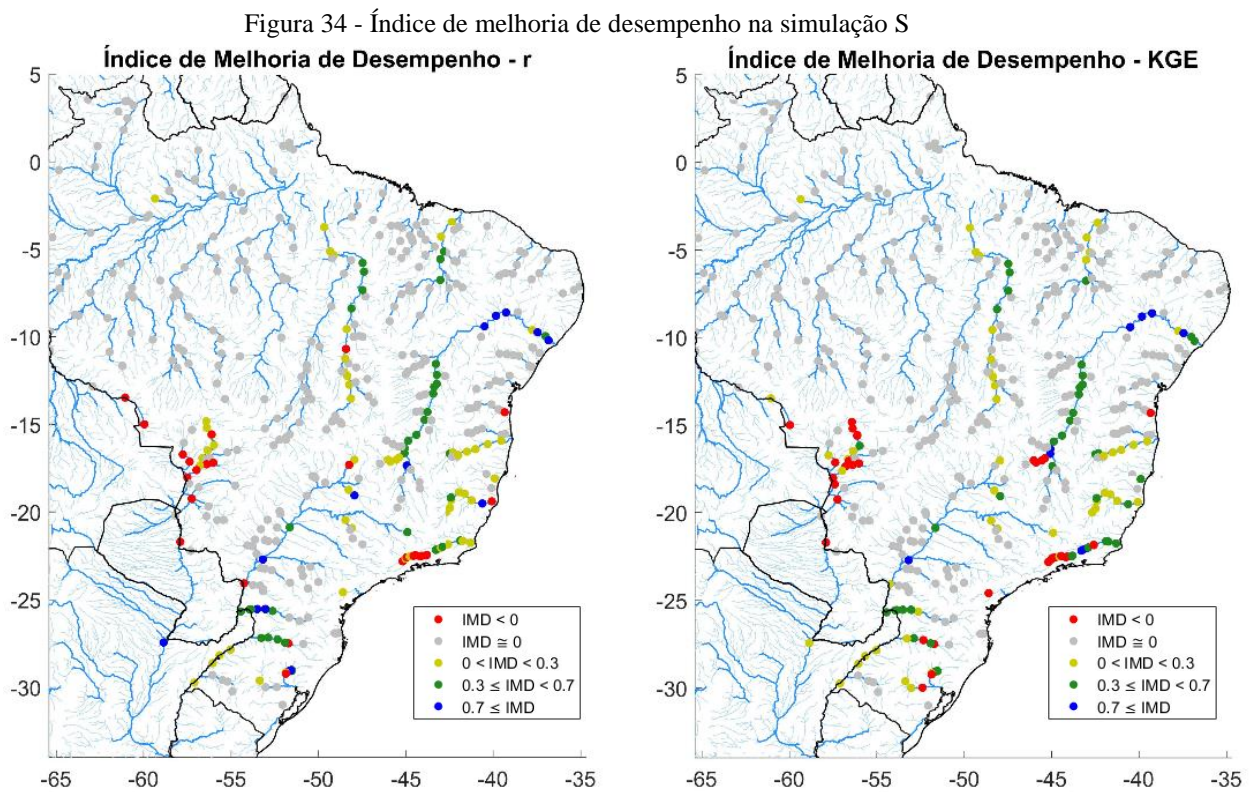 Figura 34 - Índice de melhoria de desempenho na simulação S
Índice de Melhoria de Desempenho - r
5
0
-5
-10
-15
-20
-25
-30
-65
-60
-55
-50
-45
-40
-35
IMD < 0
IMD ≅ 0
0 < IMD < 0.3
0.3 ≤ IMD < 0.7
0.7 ≤ IMD
Índice de Melhoria de Desempenho - KGE
5
0
-5
-10
-15
-20
-25
-30
-65
-60
-55
-50
-45
-40
-35
IMD < 0
IMD ≅ 0
0 < IMD < 0.3
0.3 ≤ IMD < 0.7
0.7 ≤ IMD